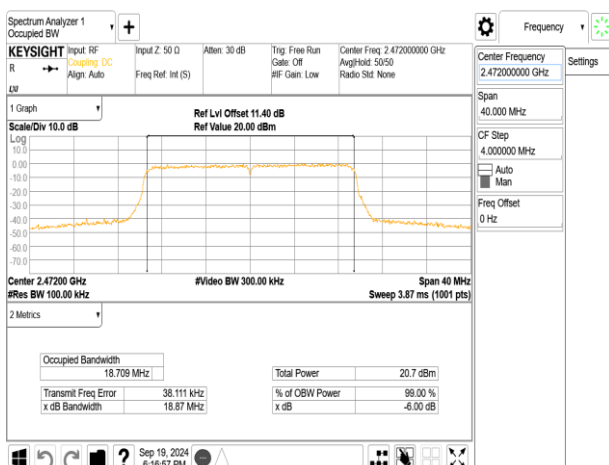 Spectrum Analyzer 1
Occupied BW
+
Frequency
KEYSIGHT Input: RF Input Z: 50 Ω Atten: 30 dB Trig: Free Run Center Freq: 2.472000000 GHz
R Coupling: DC Gate: Off Avg|Hold: 50/50
Align: Auto Freq Ref: Int (S) #IF Gain: Low Radio Std: None
LXI
Center Frequency
2.472000000 GHz
Settings
Span
40.000 MHz
CF Step
4.000000 MHz
Auto
Man
Freq Offset
0 Hz
1 Graph
Scale/Div 10.0 dB
Ref Lvl Offset 11.40 dB
Ref Value 20.00 dBm
Log
10.0
0.00
-10.0
-20.0
-30.0
-40.0
-50.0
-60.0
-70.0
Center 2.47200 GHz #Video BW 300.00 kHz Span 40 MHz
#Res BW 100.00 kHz Sweep 3.87 ms (1001 pts)
2 Metrics
Occupied Bandwidth
18.709 MHz
Total Power 20.7 dBm
Transmit Freq Error 38.111 kHz % of OBW Power 99.00 %
x dB Bandwidth 18.87 MHz x dB -6.00 dB
? Sep 19, 2024
6:16:57 PM